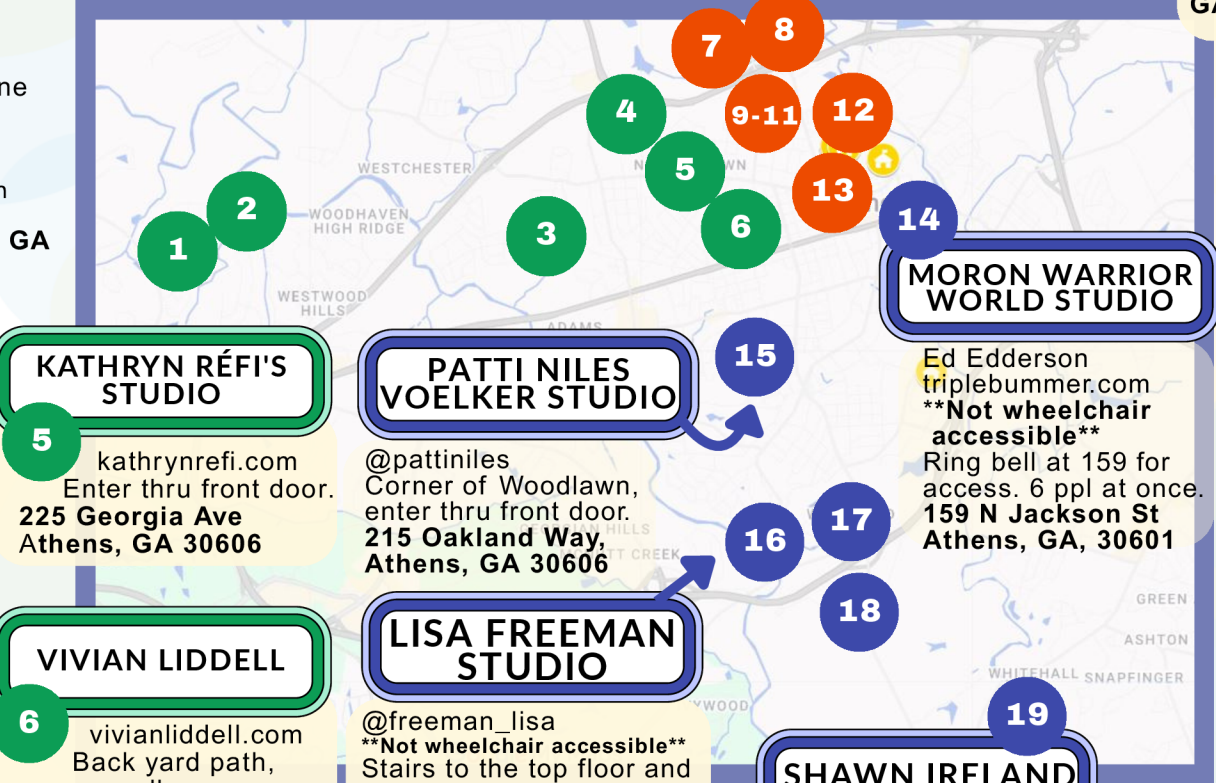 GA
ne
n
GA
7
8
4
9-11
12
WESTCHESTER
5
13
2
WOODHAVEN
HIGH RIDGE
1
3
6
14
WESTWOOD
HILLS
ADAMS
MORON WARRIOR
WORLD STUDIO
KATHRYN RÉFI'S
STUDIO
5
kathrynrefi.com
Enter thru front door.
225 Georgia Ave
Athens, GA 30606
PATTI NILES
VOELKER STUDIO
15
@pattiniles
Corner of Woodlawn,
enter thru front door.
215 Oakland Way,
Athens, GA 30606
GEORGIAN HILLS
CREEK
Ed Edderson
triplebummer.com
**Not wheelchair
accessible**
Ring bell at 159 for
access. 6 ppl at once.
159 N Jackson St
Athens, GA, 30601
16
17
18
GREEN
ASHTON
WHITEHALL
SNAPFINGER
VIVIAN LIDDELL
6
vivianliddell.com
Back yard path,
LISA FREEMAN
STUDIO
@freeman_lisa
**Not wheelchair accessible**
Stairs to the top floor and
YWOOD
19
SHAWN IRELAND